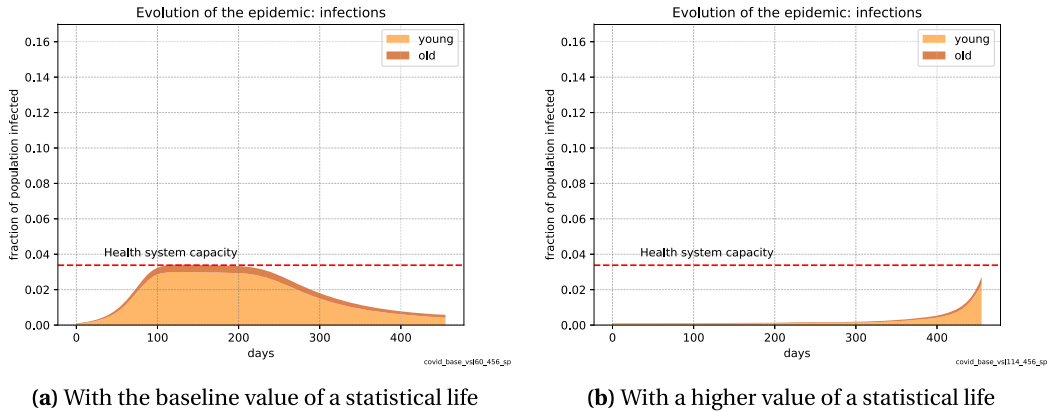 Evolution of the epidemic: infections
0.16
0.14
0.12
0.10
0.08
0.06
0.04
0.02
0.00
fraction of population infected
young
old
Health system capacity
0
100
200
300
400
days
covid_base_vsl60_456_sp
(a) With the baseline value of a statistical life
Evolution of the epidemic: infections
0.16
0.14
0.12
0.10
0.08
0.06
0.04
0.02
0.00
fraction of population infected
young
old
Health system capacity
0
100
200
300
400
days
covid_base_vsl114_456_sp
(b) With a higher value of a statistical life